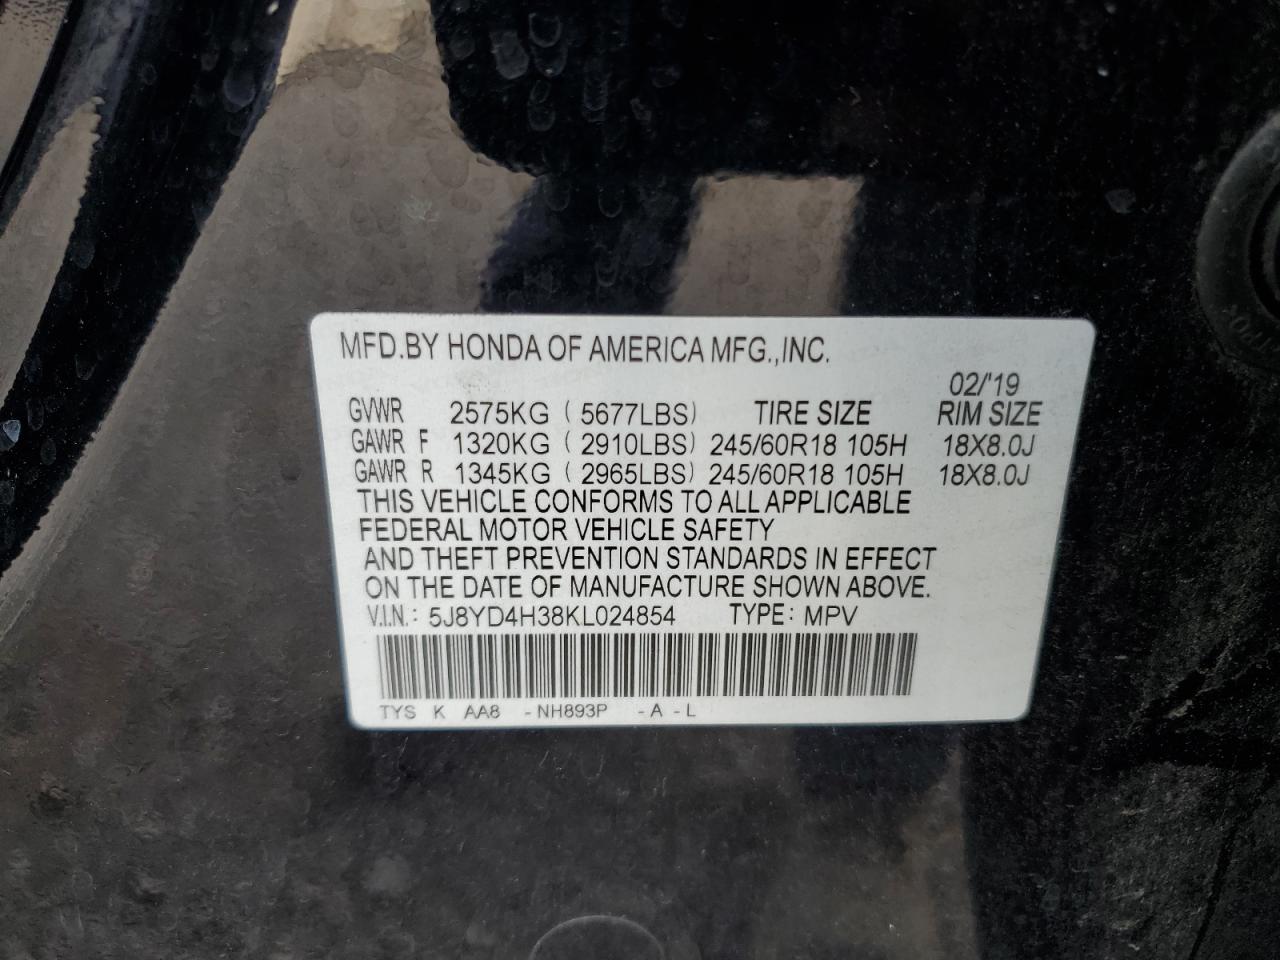 MFD.BY HONDA OF AMERICA MFG.,INC.
02/'19
GVWR 2575KG ( 5677LBS) TIRE SIZE RIM SIZE
GAWR F 1320KG ( 2910LBS) 245/60R18 105H 18X8.0J
GAWR R 1345KG ( 2965LBS) 245/60R18 105H 18X8.0J
THIS VEHICLE CONFORMS TO ALL APPLICABLE
FEDERAL MOTOR VEHICLE SAFETY
AND THEFT PREVENTION STANDARDS IN EFFECT
ON THE DATE OF MANUFACTURE SHOWN ABOVE.
V.I.N.: 5J8YD4H38KL024854 TYPE: MPV
TYS K AA8 -NH893P -A -L